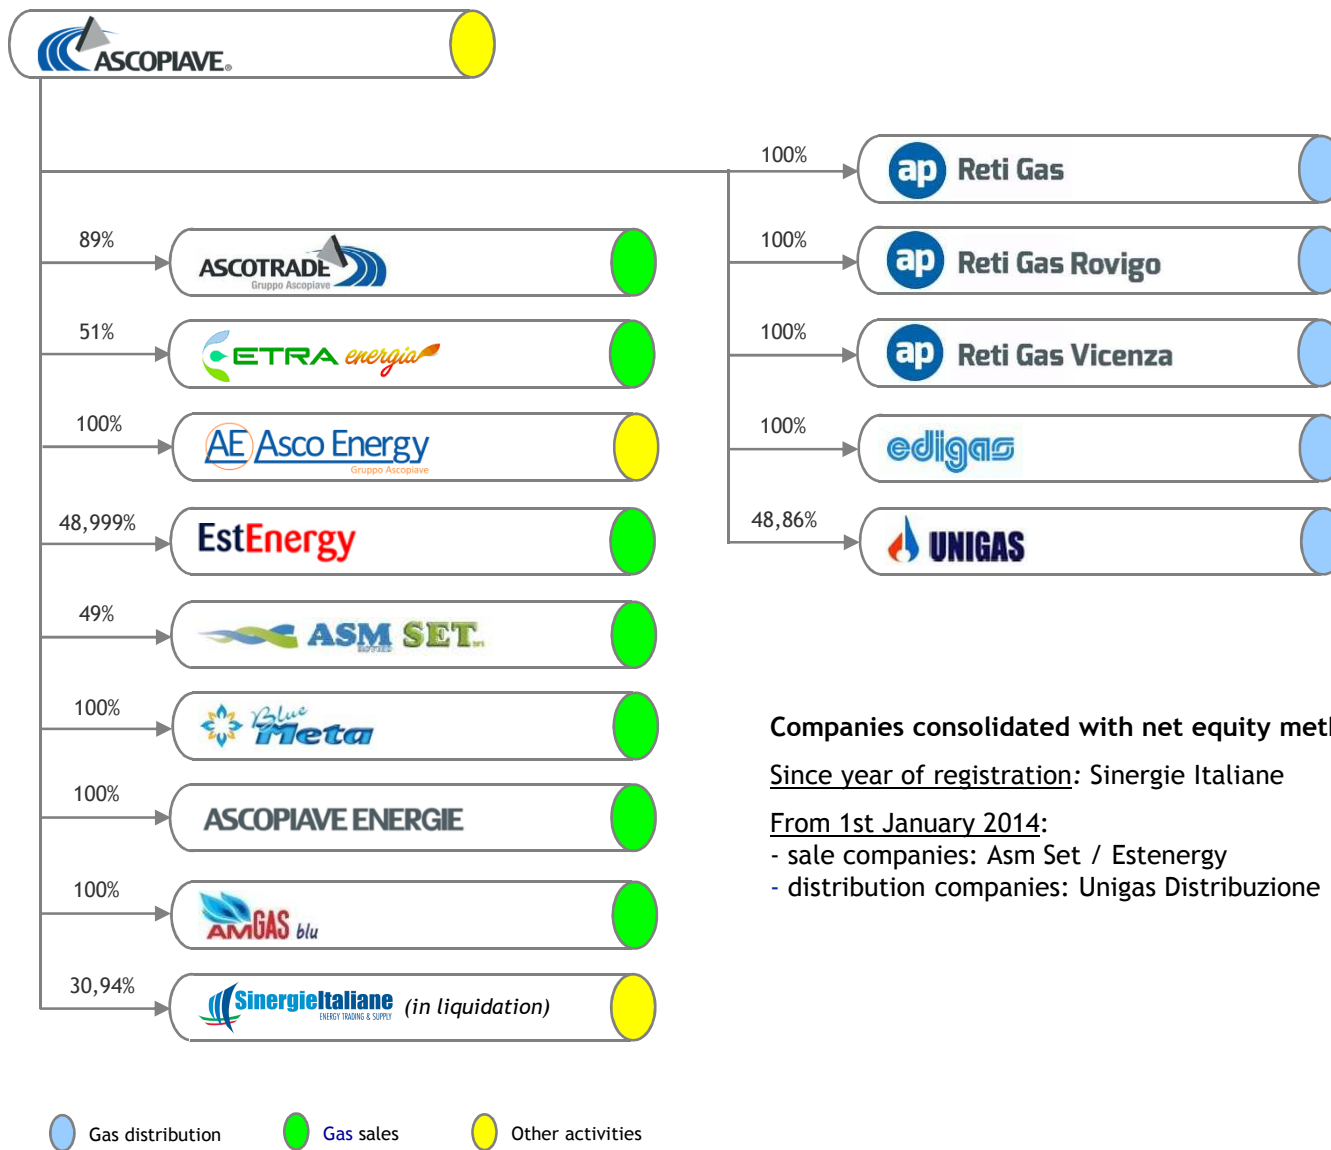 ASCOPIAVE®
100%
ap Reti Gas
89%
ASCOTRADE
Gruppo Ascopiave
100%
ap Reti Gas Rovigo
51%
ETRA energia
100%
ap Reti Gas Vicenza
100%
AE Asco Energy
Gruppo Ascopiave
100%
edigas
48,999%
EstEnergy
48,86%
UNIGAS
49%
ASM SET
100%
Blue Meta
100%
ASCOPIAVE ENERGIE
100%
AMGAS blu
30,94%
SinergieItaliane (in liquidation)
ENERGY TRADING & SUPPLY
Companies consolidated with net equity met
Since year of registration: Sinergie Italiane
From 1st January 2014:
- sale companies: Asm Set / Estenergy
- distribution companies: Unigas Distribuzione
Gas distribution
Gas sales
Other activities